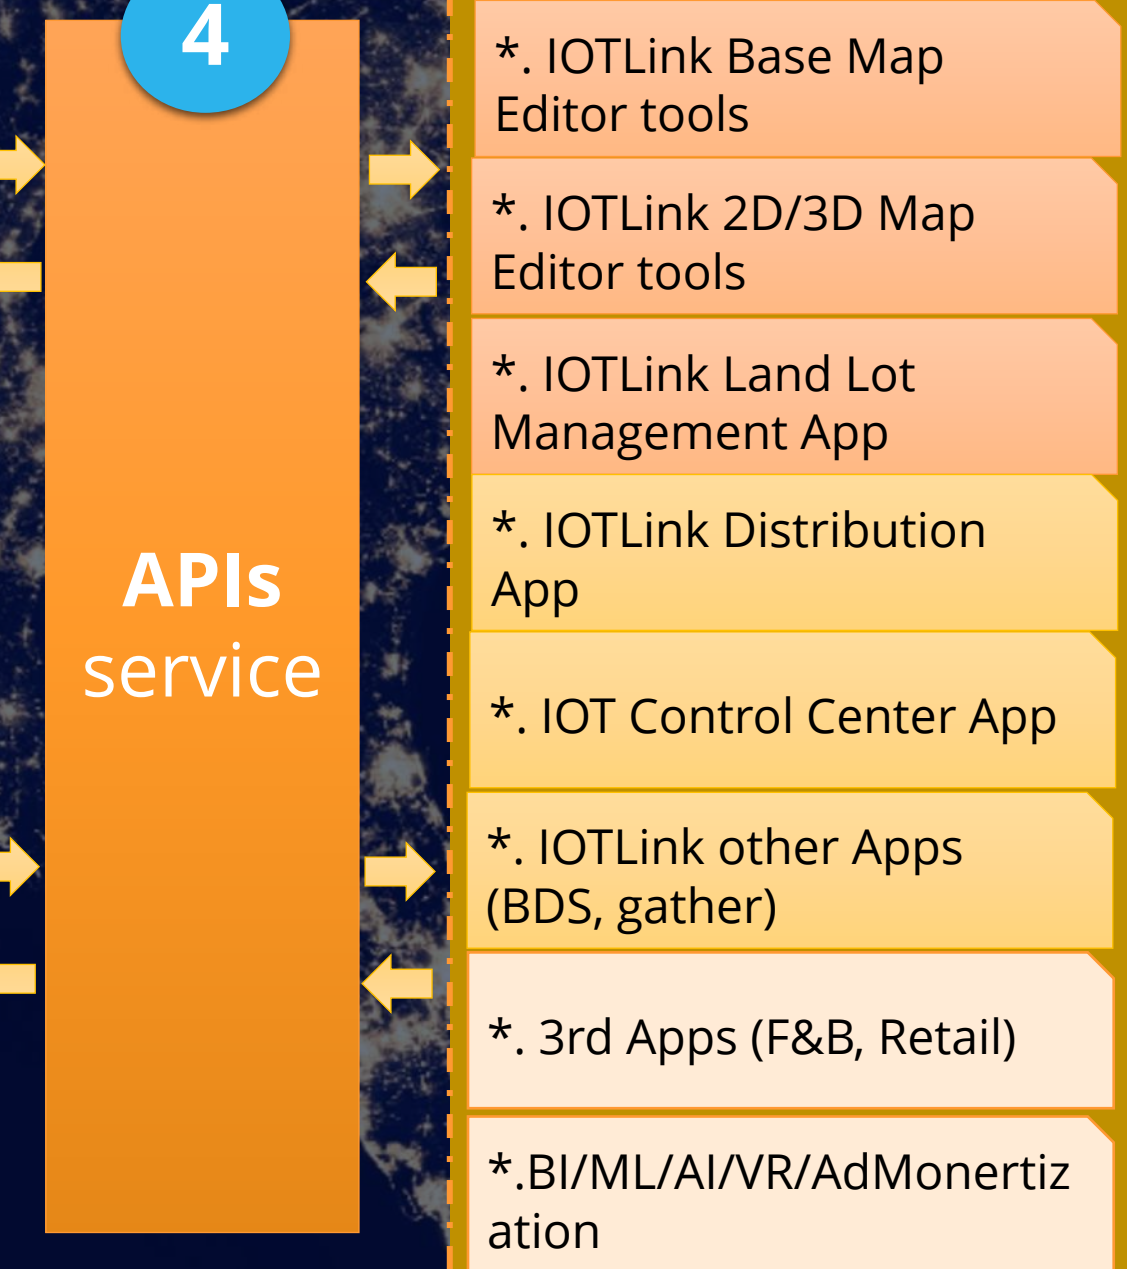 4
APIs
service
*. IOTLink Base Map
Editor tools
*. IOTLink 2D/3D Map
Editor tools
*. IOTLink Land Lot
Management App
*. IOTLink Distribution
App
*. IOT Control Center App
*. IOTLink other Apps
(BDS, gather)
*. 3rd Apps (F&B, Retail)
*.BI/ML/AI/VR/AdMonertiz
ation